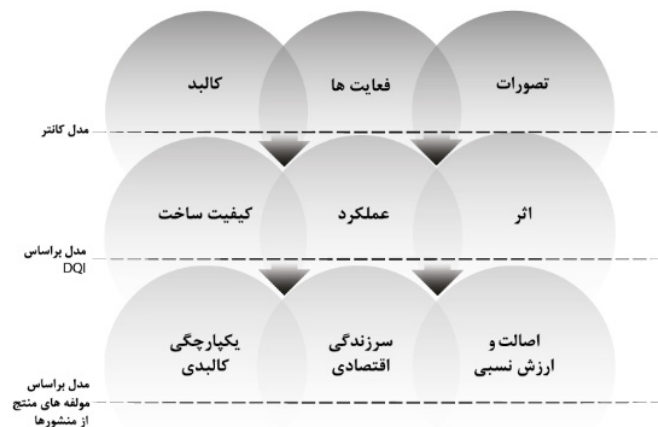 تصورات
فعایت ها
کالبد
مدل کانتر
اثر
عملکرد
کیفیت ساخت
مدل براساس
DQI
اصالت و
ارزش نسبی
سرزندگی
اقتصادی
یکپارچگی
کالبدی
مدل براساس
مولفه های منتج
از منشورها